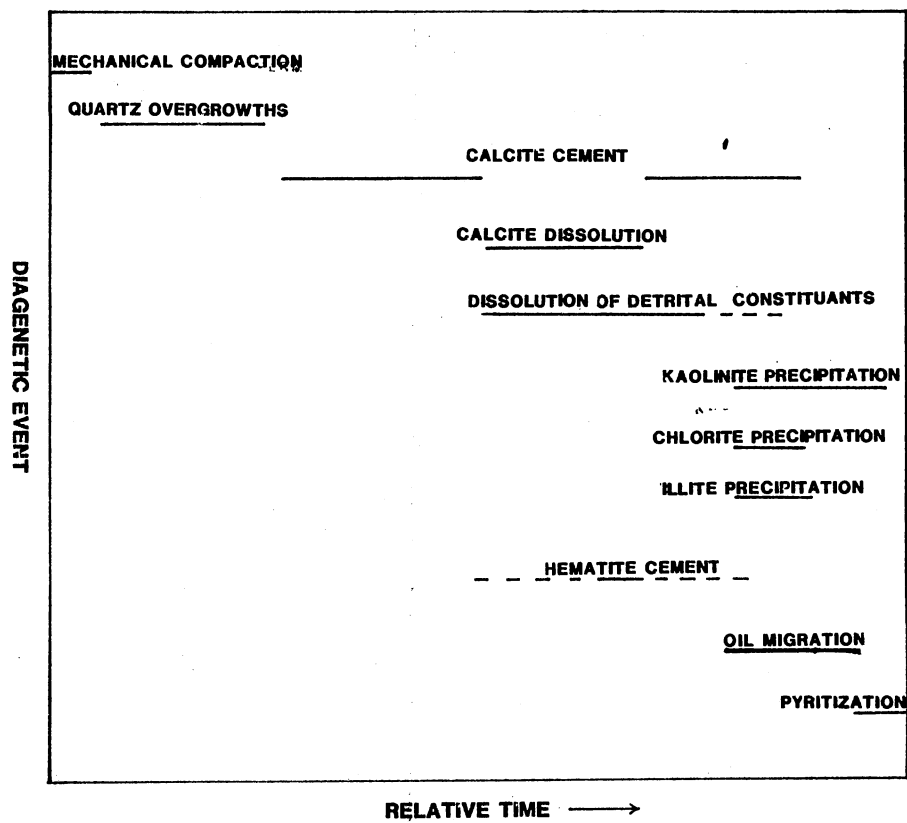 MECHANICAL COMPACTION
QUARTZ OVERGROWTHS
CALCITE CEMENT
CALCITE DISSOLUTION
DISSOLUTION OF DETRITAL CONSTITUANTS
KAOLINITE PRECIPITATION
CHLORITE PRECIPITATION
ILLITE PRECIPITATION
HEMATITE CEMENT
OIL MIGRATION
PYRITIZATION
DIAGENETIC EVENT
RELATIVE TIME